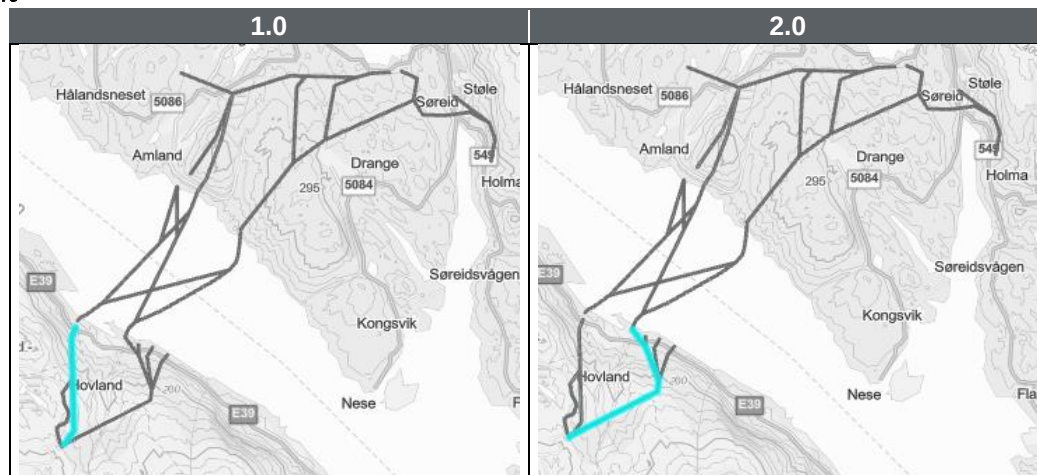 1.0
2.0
Hålandsneset
5086
Støle
Søreid
Amland
Drange
549
295
5084
Holma
E39
Søreidsvågen
Kongsvik
Hovland
200
E39
Nese
Hålandsneset
5086
Støle
Søreid
Amland
Drange
549
295
5084
Holma
E39
Søreidsvågen
Kongsvik
Hovland
200
E39
Nese
Fla